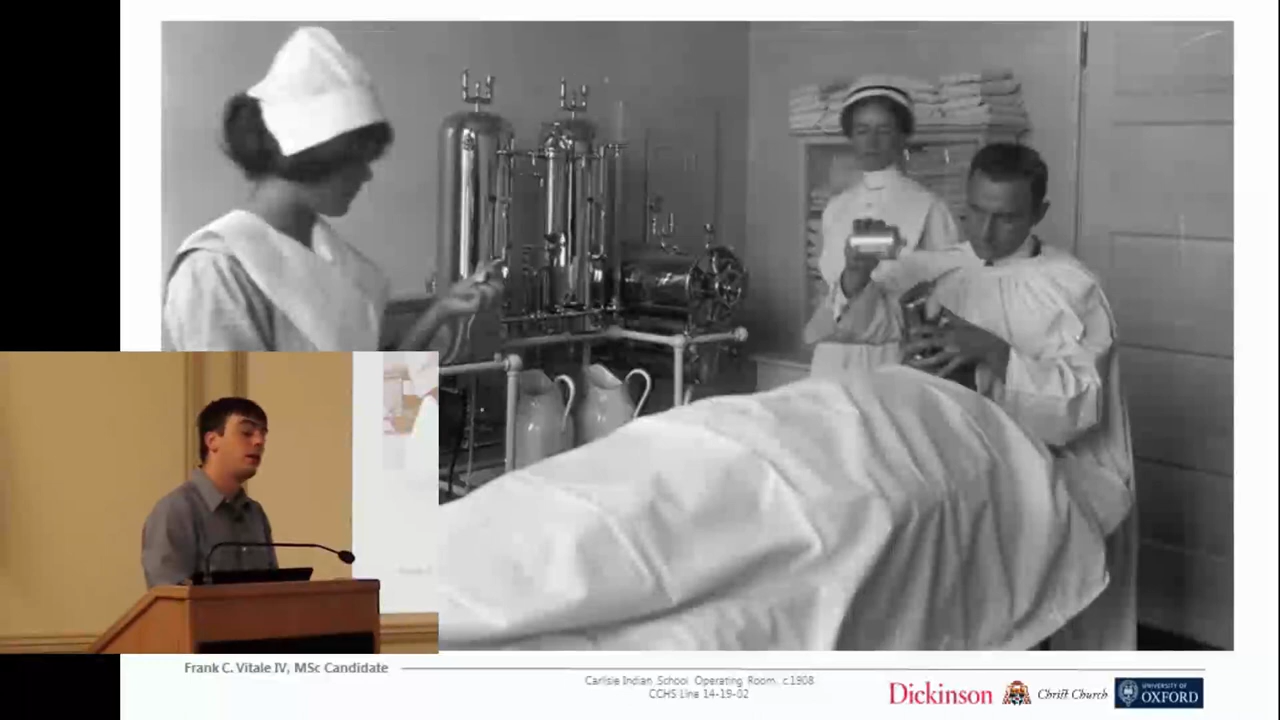 Frank C. Vitale IV, MSc Candidate
Carlisle Indian School Operating Room. c.1908
CCHS Line 14-19-02
Dickinson
Christ Church
UNIVERSITY OF
OXFORD